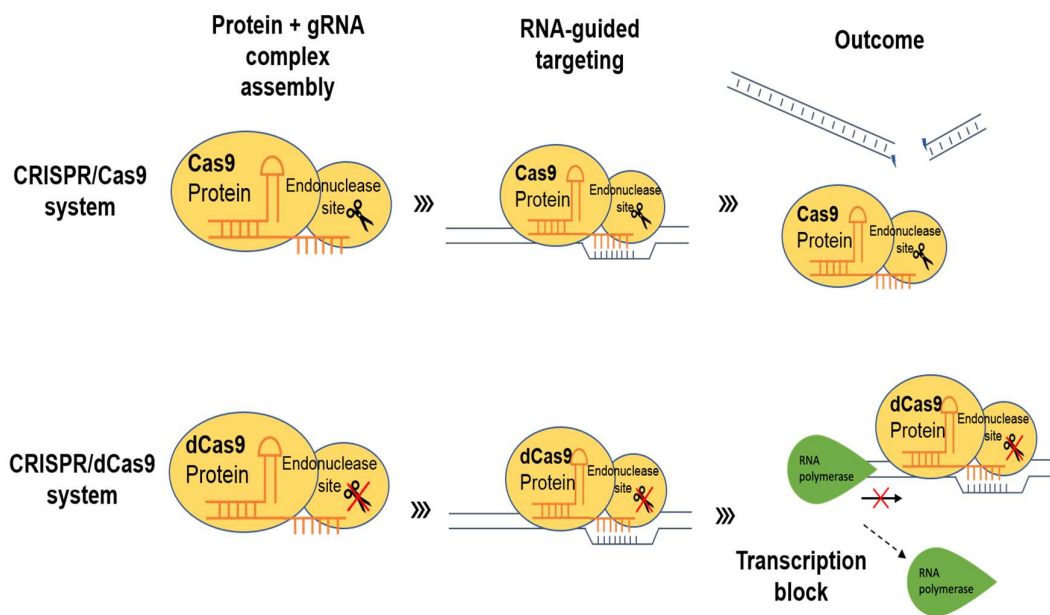 Protein + gRNA
complex
assembly
RNA-guided
targeting
Outcome
CRISPR/Cas9
system
Cas9
Protein
Endonuclease
site
Cas9
Protein
Endonuclease
site
Cas9
Protein
Endonuclease
site
CRISPR/dCas9
system
dCas9
Protein
Endonuclease
site
dCas9
Protein
Endonuclease
site
dCas9
Protein
Endonuclease
site
RNA
polymerase
Transcription
block
RNA
polymerase